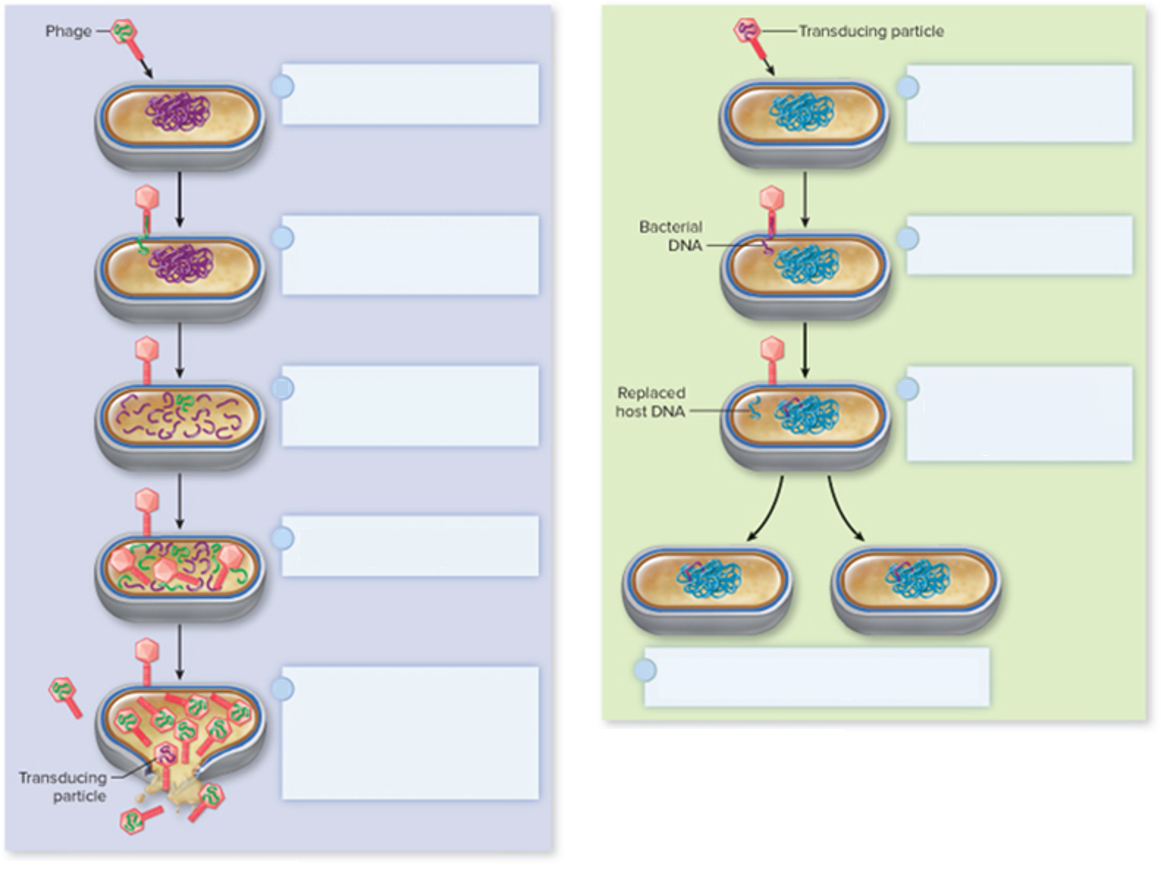 Phage
Transducing
particle
Transducing particle
Bacterial
DNA
Replaced
host DNA